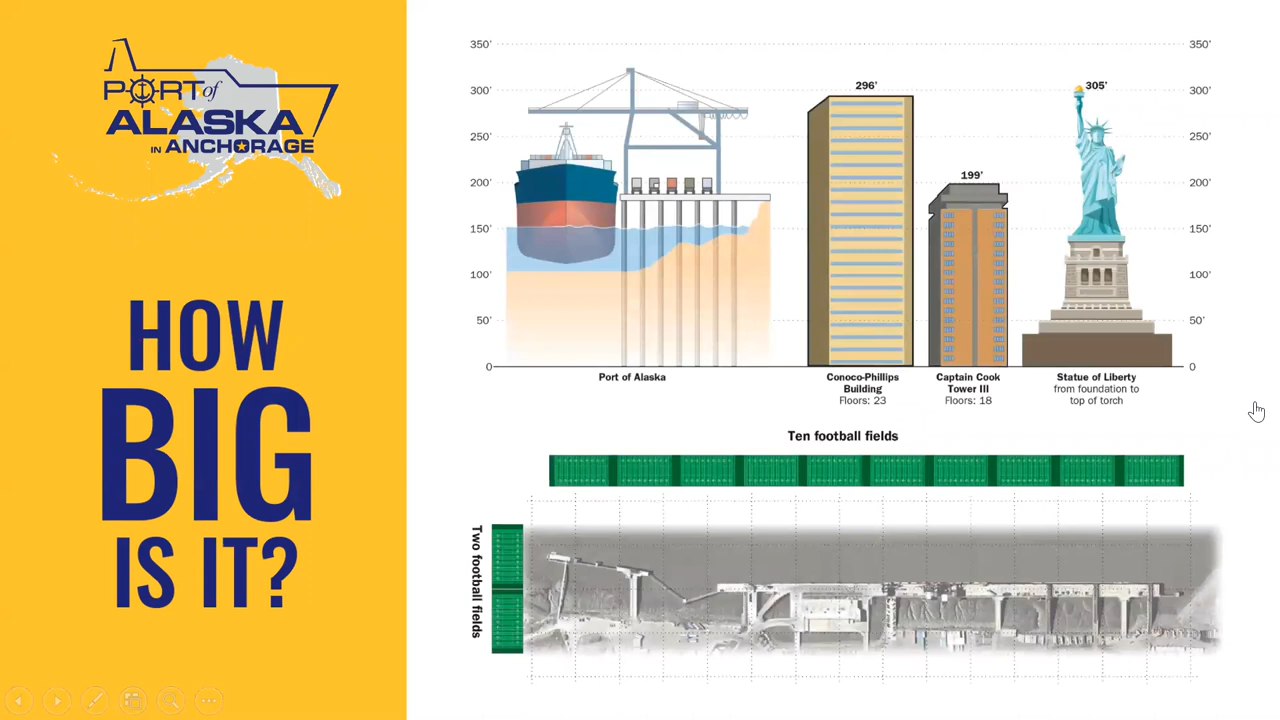 PORT of
ALASKA
IN ANCHORAGE
HOW
BIG
IS IT?
350'
300'
250'
200'
150'
100'
50'
0
350'
300'
250'
200'
150'
100'
50'
0
296'
199'
305'
Port of Alaska
Conoco-Phillips
Building
Floors: 23
Captain Cook
Tower III
Floors: 18
Statue of Liberty
from foundation to
top of torch
Ten football fields
Two football fields